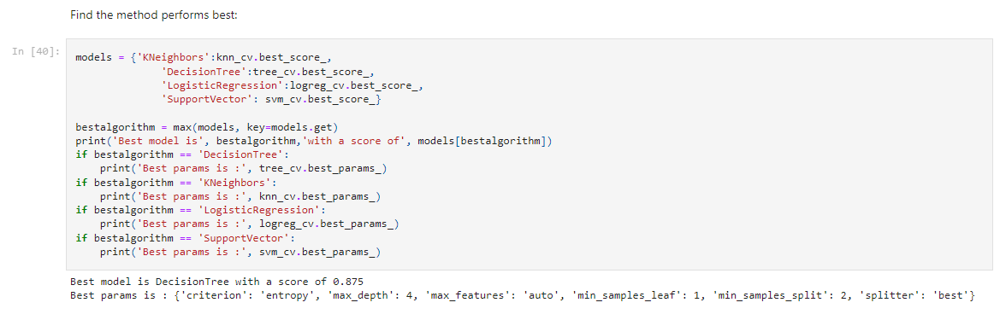 Find the method performs best:
In [40]:
models = {'KNeighbors':knn_cv.best_score_,
              'DecisionTree':tree_cv.best_score_,
              'LogisticRegression':logreg_cv.best_score_,
              'SupportVector': svm_cv.best_score_}
bestalgorithm = max(models, key=models.get)
print('Best model is', bestalgorithm,'with a score of', models[bestalgorithm])
if bestalgorithm == 'DecisionTree':
    print('Best params is :', tree_cv.best_params_)
if bestalgorithm == 'KNeighbors':
    print('Best params is :', knn_cv.best_params_)
if bestalgorithm == 'LogisticRegression':
    print('Best params is :', logreg_cv.best_params_)
if bestalgorithm == 'SupportVector':
    print('Best params is :', svm_cv.best_params_)
Best model is DecisionTree with a score of 0.875
Best params is : {'criterion': 'entropy', 'max_depth': 4, 'max_features': 'auto', 'min_samples_leaf': 1, 'min_samples_split': 2, 'splitter': 'best'}